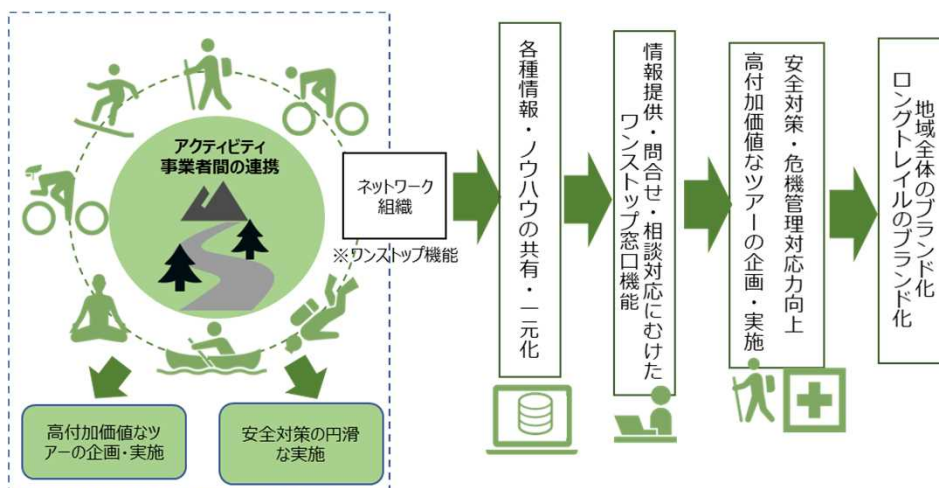 アクティビティ
事業者間の連携
ネットワーク
組織
※ワンストップ機能
高付加価値なツ
アーの企画・実施
安全対策の円滑
な実施
各種情報・ノウハウの共有・一元化
情報提供・問合せ・相談対応にむけた
ワンストップ窓口機能
安全対策・危機管理対応力向上
高付加価値なツアーの企画・実施
地域全体のブランド化
ロングトレイルのブランド化